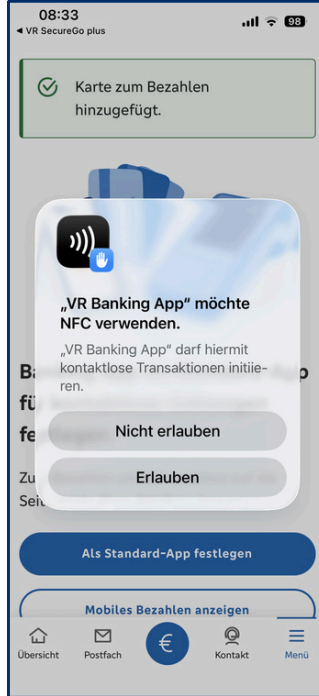 08:33
98
◀ VR SecureGo plus
Karte zum Bezahlen
hinzugefügt.
„VR Banking App“ möchte
NFC verwenden.
„VR Banking App“ darf hiermit
kontaktlose Transaktionen initiie-
ren.
Nicht erlauben
Erlauben
Als Standard-App festlegen
Mobiles Bezahlen anzeigen
€
Übersicht
Postfach
Kontakt
Menü